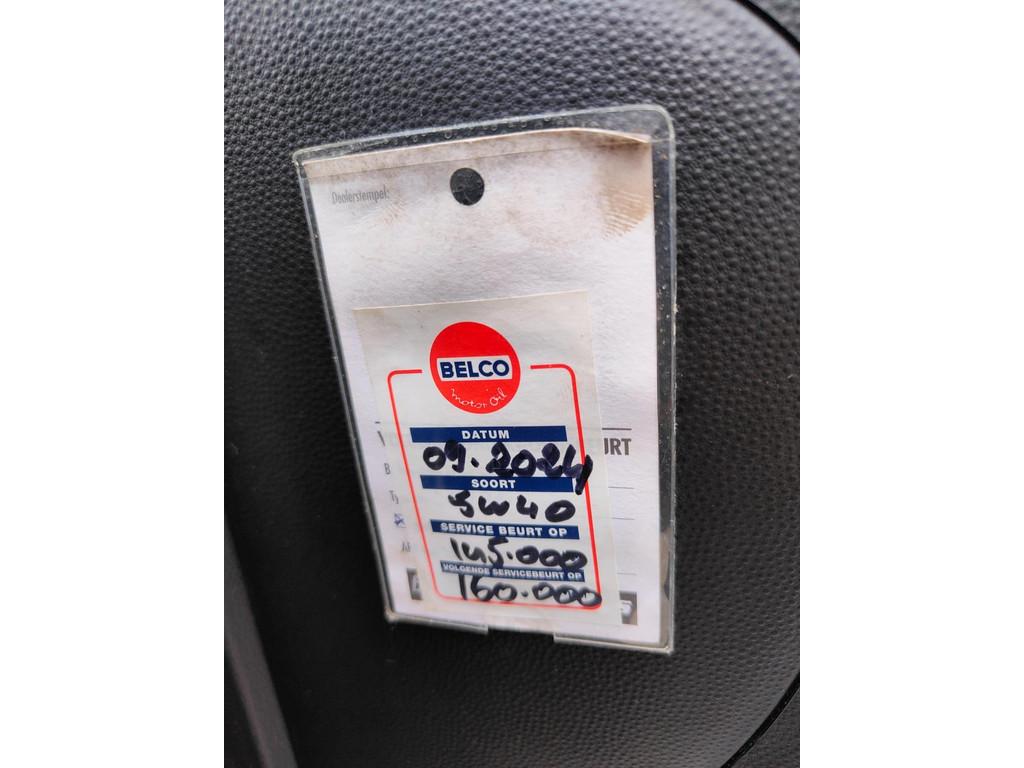 Dealerstempel:
BELCO
motor oil
DATUM
09.2024
SOORT
5W40
SERVICE BEURT OP
145.000
VOLGENDE SERVICEBEURT OP
160.000
URT